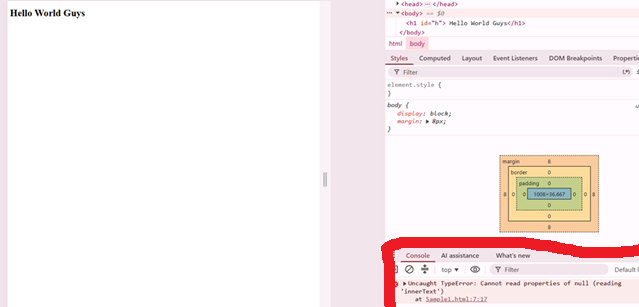 Hello World Guys
<head> ⋯ </head>
⋯ <body> == $0
<h1 id="h"> Hello World Guys</h1>
</body>
html body
Styles Computed Layout Event Listeners DOM Breakpoints
Filter
element.style {
}
body {
display: block;
margin: 8px;
}
margin 8
border 0
padding 0
8 0 0 1008×36.667 0 0 8
0
0
8
Console AI assistance What's new
top Filter Default
Uncaught TypeError: Cannot read properties of null (reading
'innerText')
at Sample1.html:7:17